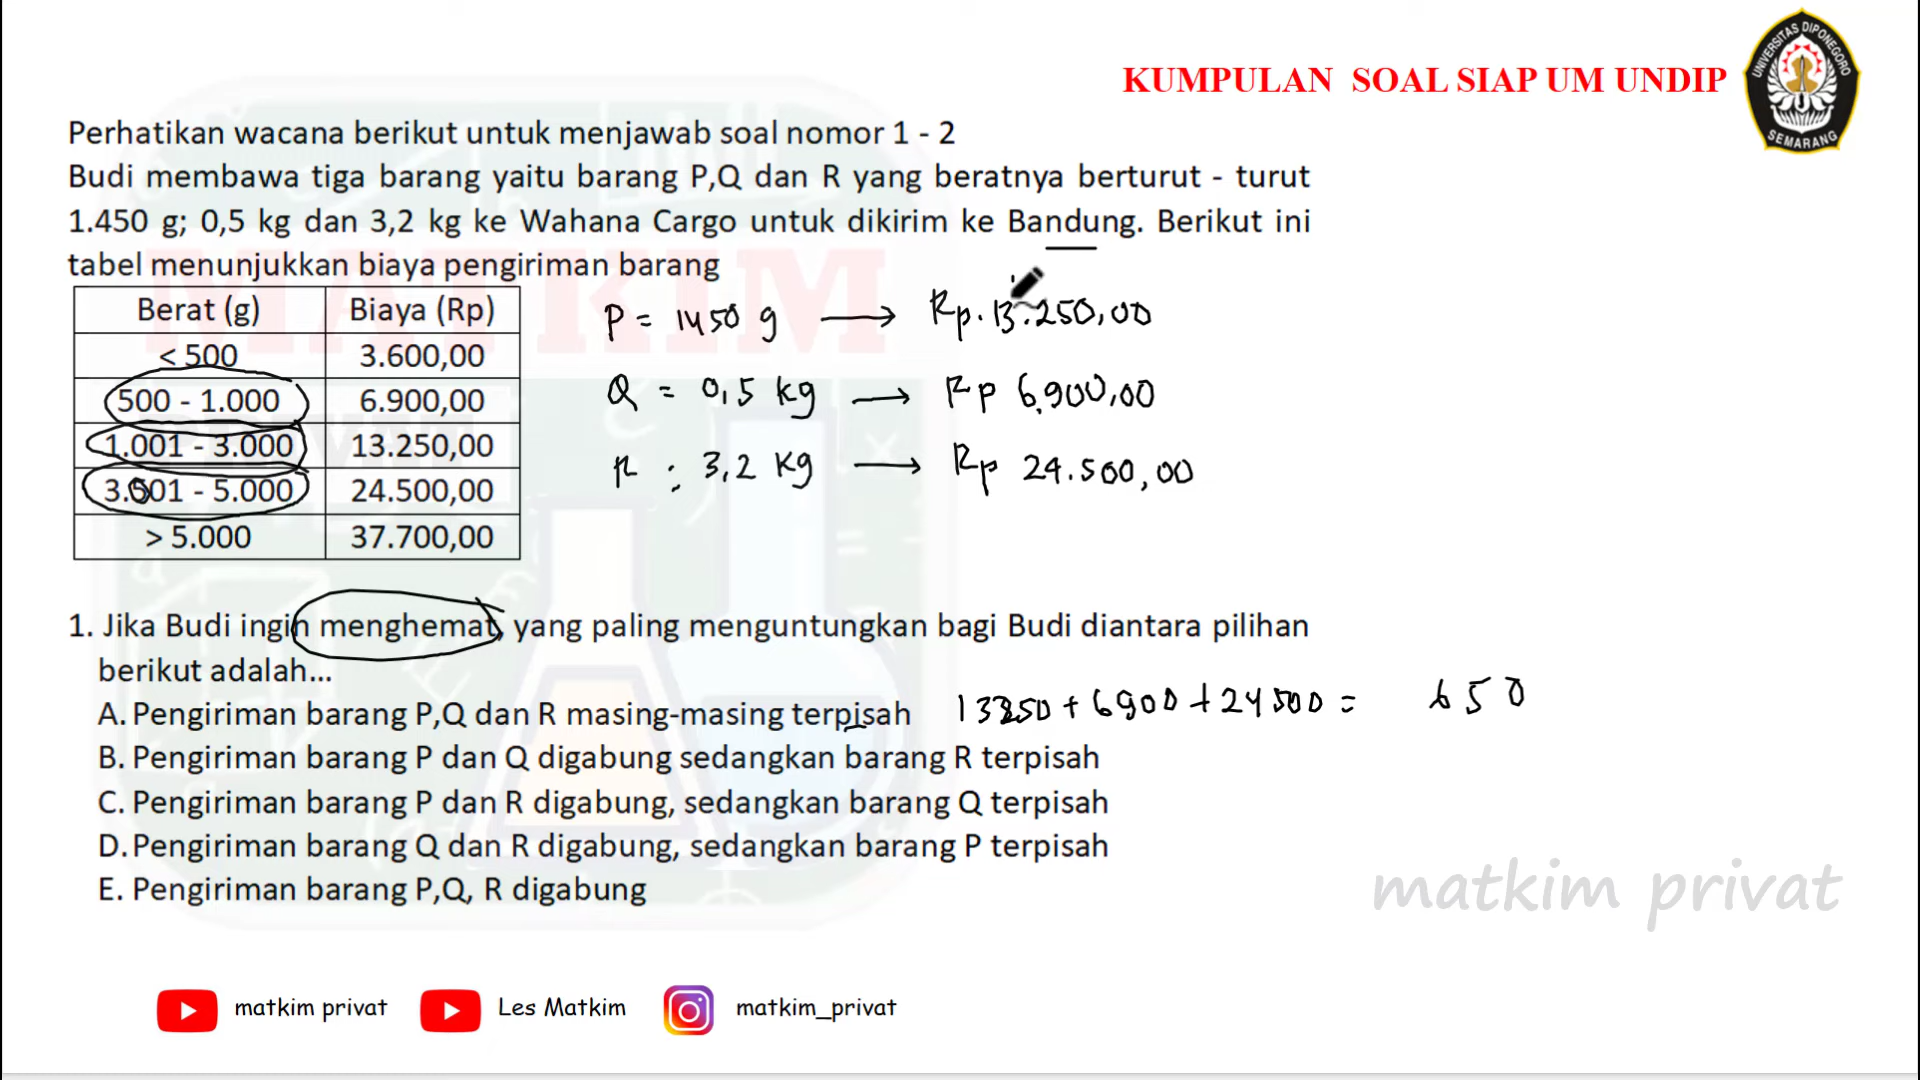 KUMPULAN SOAL SIAP UM UNDIP
UNIVERSITAS DIPONEGORO
SEMARANG
Perhatikan wacana berikut untuk menjawab soal nomor 1 - 2
Budi membawa tiga barang yaitu barang P,Q dan R yang beratnya berturut - turut
1.450 g; 0,5 kg dan 3,2 kg ke Wahana Cargo untuk dikirim ke Bandung. Berikut ini
tabel menunjukkan biaya pengiriman barang
Berat (g) Biaya (Rp)
< 500 3.600,00
500 - 1.000 6.900,00
1.001 - 3.000 13.250,00
3.001 - 5.000 24.500,00
> 5.000 37.700,00
P = 1450 g → Rp. 13.250,00
Q = 0,5 kg → Rp 6.900,00
R : 3,2 kg → Rp 24.500,00
1. Jika Budi ingin menghemat, yang paling menguntungkan bagi Budi diantara pilihan
berikut adalah...
A. Pengiriman barang P,Q dan R masing-masing terpisah 13250 + 6900 + 24500 = 650
B. Pengiriman barang P dan Q digabung sedangkan barang R terpisah
C. Pengiriman barang P dan R digabung, sedangkan barang Q terpisah
D. Pengiriman barang Q dan R digabung, sedangkan barang P terpisah
E. Pengiriman barang P,Q, R digabung
matkim privat
matkim privat Les Matkim matkim_privat
MATKIM